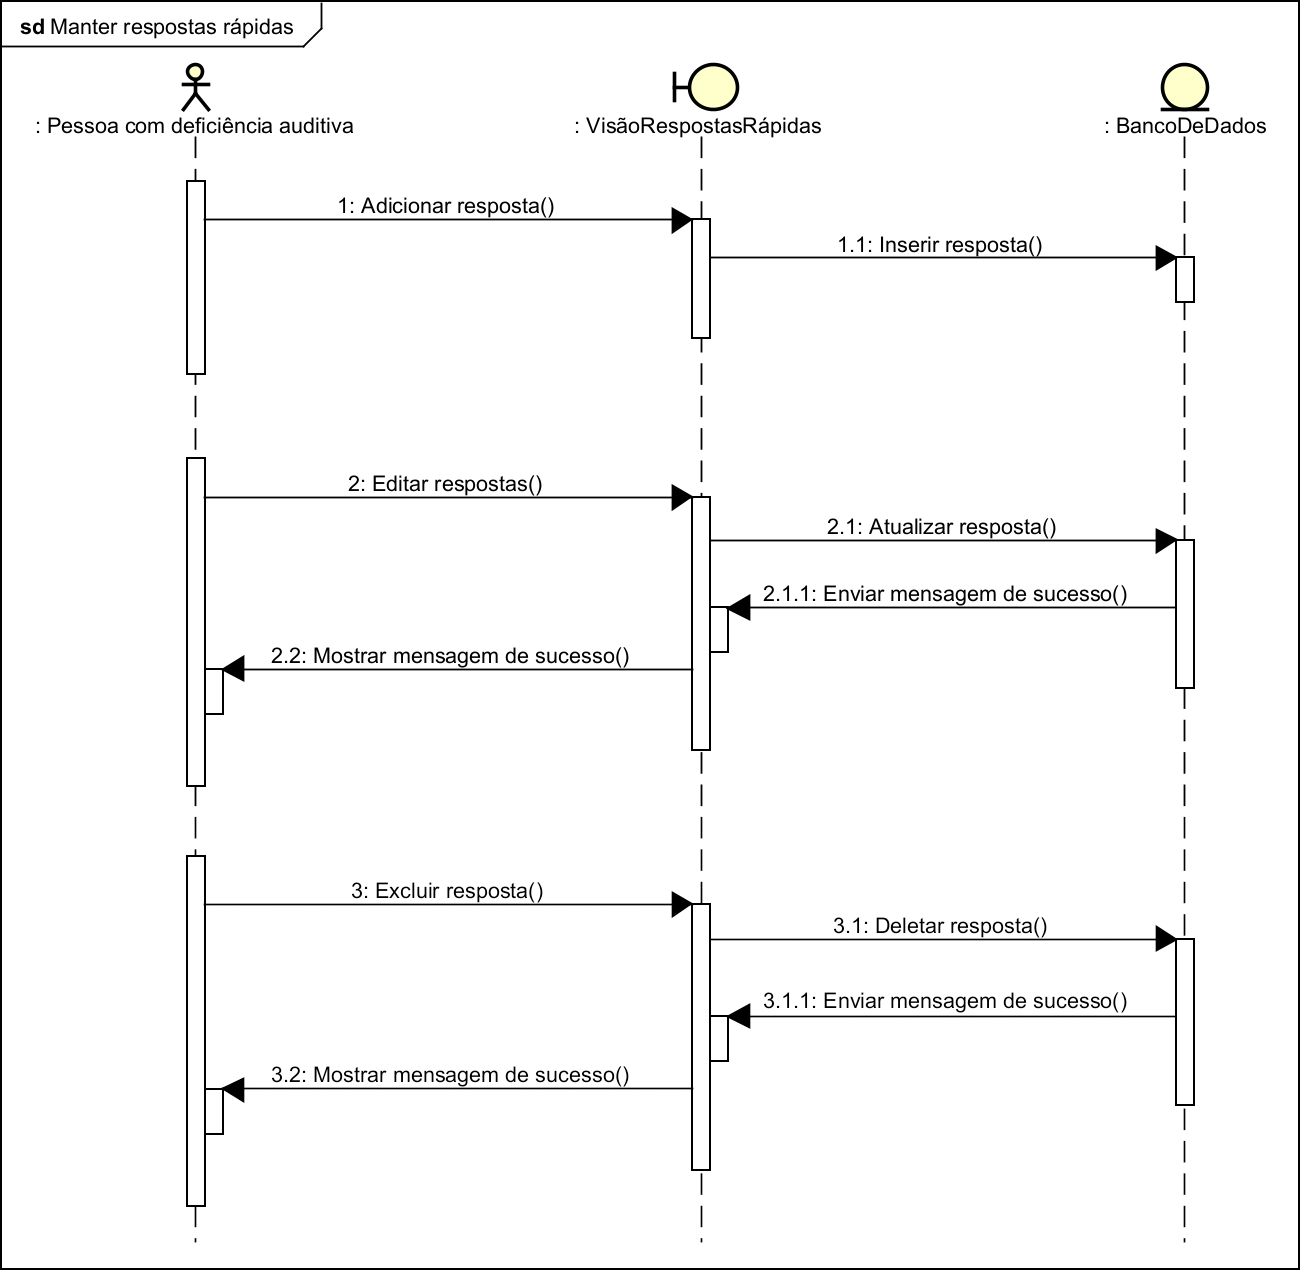 sd Manter respostas rápidas
: Pessoa com deficiência auditiva
: VisãoRespostasRápidas
: BancoDeDados
1: Adicionar resposta()
1.1: Inserir resposta()
2: Editar respostas()
2.1: Atualizar resposta()
2.1.1: Enviar mensagem de sucesso()
2.2: Mostrar mensagem de sucesso()
3: Excluir resposta()
3.1: Deletar resposta()
3.1.1: Enviar mensagem de sucesso()
3.2: Mostrar mensagem de sucesso()